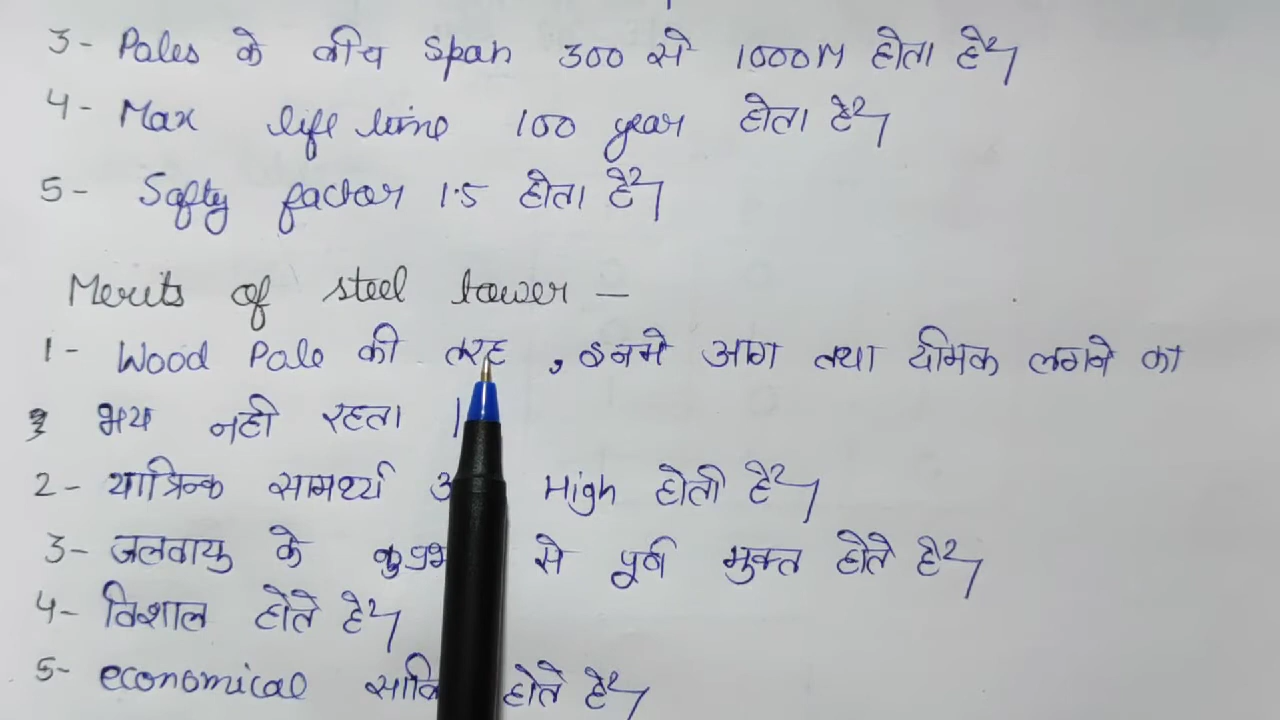 3- Poles के बीच span 300 से 1000M होता है।
4- Max life time 100 year होता है।
5- Safty factor 1.5 होता है।
Merits of steel tower —
1- Wood Pole की तरह , इनमे आग तथा दीमक लगने का
भय नही रहता ।
2- यात्रिन्क सामर्थ्य High होती है।
3- जलवायु के से पूर्ण मुक्त होते है।
4- विशाल होते है।
5- economical होते है।